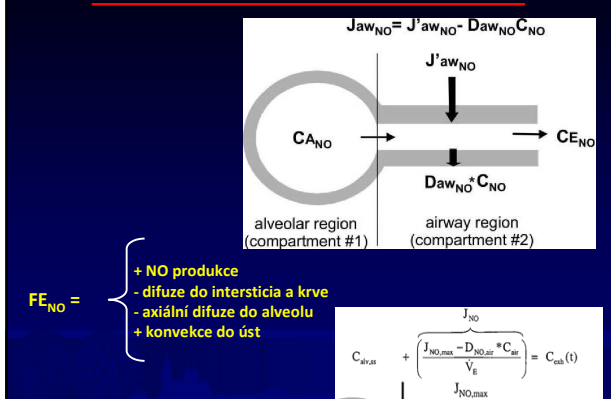 Jaw_NO= J'aw_NO- Daw_NOC_NO
J'aw_NO
CA_NO
CE_NO
Daw_NO*C_NO
alveolar region
(compartment #1)
airway region
(compartment #2)
FE_NO =
+ NO produkce
- difuze do intersticia a krve
- axiální difuze do alveolu
+ konvekce do úst
J_NO
C_alv,ss + (J_NO,max − D_NO,air *C_air / V̇_E) = C_exh(t)
J_NO,max